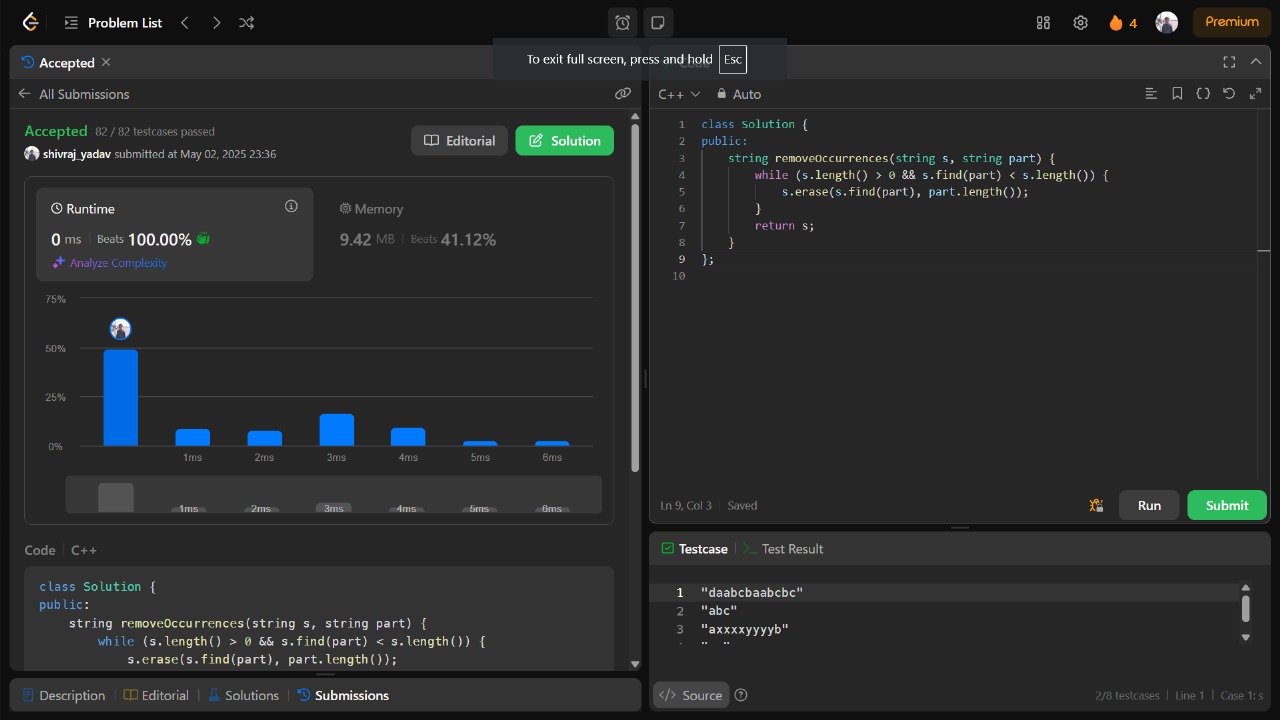 Problem List
4
Premium
To exit full screen, press and hold Esc
Accepted
All Submissions
Accepted 82 / 82 testcases passed
shivraj_yadav submitted at May 02, 2025 23:36
Editorial
Solution
Runtime
0 ms | Beats 100.00%
Analyze Complexity
Memory
9.42 MB | Beats 41.12%
75%
50%
25%
0%
1ms 2ms 3ms 4ms 5ms 6ms
1ms 2ms 3ms 4ms 5ms 6ms
Code | C++
class Solution {
public:
string removeOccurrences(string s, string part) {
while (s.length() > 0 && s.find(part) < s.length()) {
s.erase(s.find(part), part.length());
Description
Editorial
Solutions
Submissions
C++ Auto
1 class Solution {
2 public:
3 string removeOccurrences(string s, string part) {
4 while (s.length() > 0 && s.find(part) < s.length()) {
5 s.erase(s.find(part), part.length());
6 }
7 return s;
8 }
9 };
10
Ln 9, Col 3 | Saved
Run
Submit
Testcase | >_ Test Result
1 "daabcbaabcbc"
2 "abc"
3 "axxxxyyyyb"
</> Source
2/8 testcases | Line 1 | Case 1: s